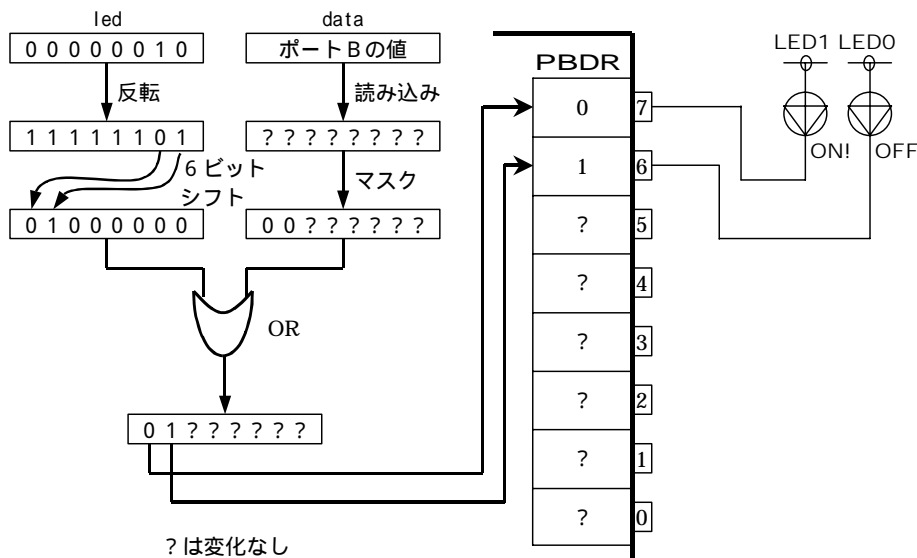 led
0 0 0 0 0 0 1 0
反転
1 1 1 1 1 1 0 1
6 ビット
シフト
0 1 0 0 0 0 0 0
data
ポートBの値
読み込み
? ? ? ? ? ? ? ?
マスク
0 0 ? ? ? ? ? ?
OR
0 1 ? ? ? ? ? ?
?は変化なし
PBDR
0 7
1 6
? 5
? 4
? 3
? 2
? 1
? 0
LED1 LED0
ON! OFF